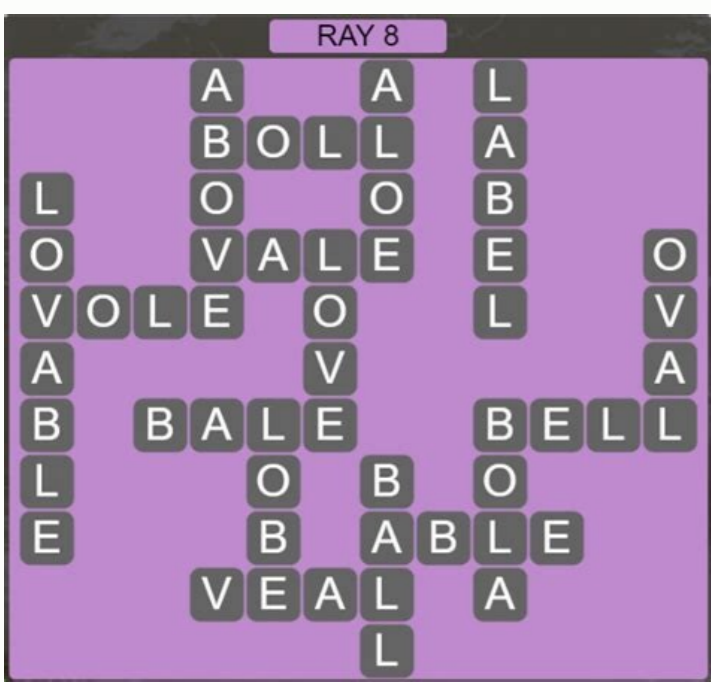 RAY 8
A A L
BOLL A
L O O B
O VALE E O
VOLE O L V
A V A
B BALE BELL
L O B O
E B ABLE
VEAL A
L